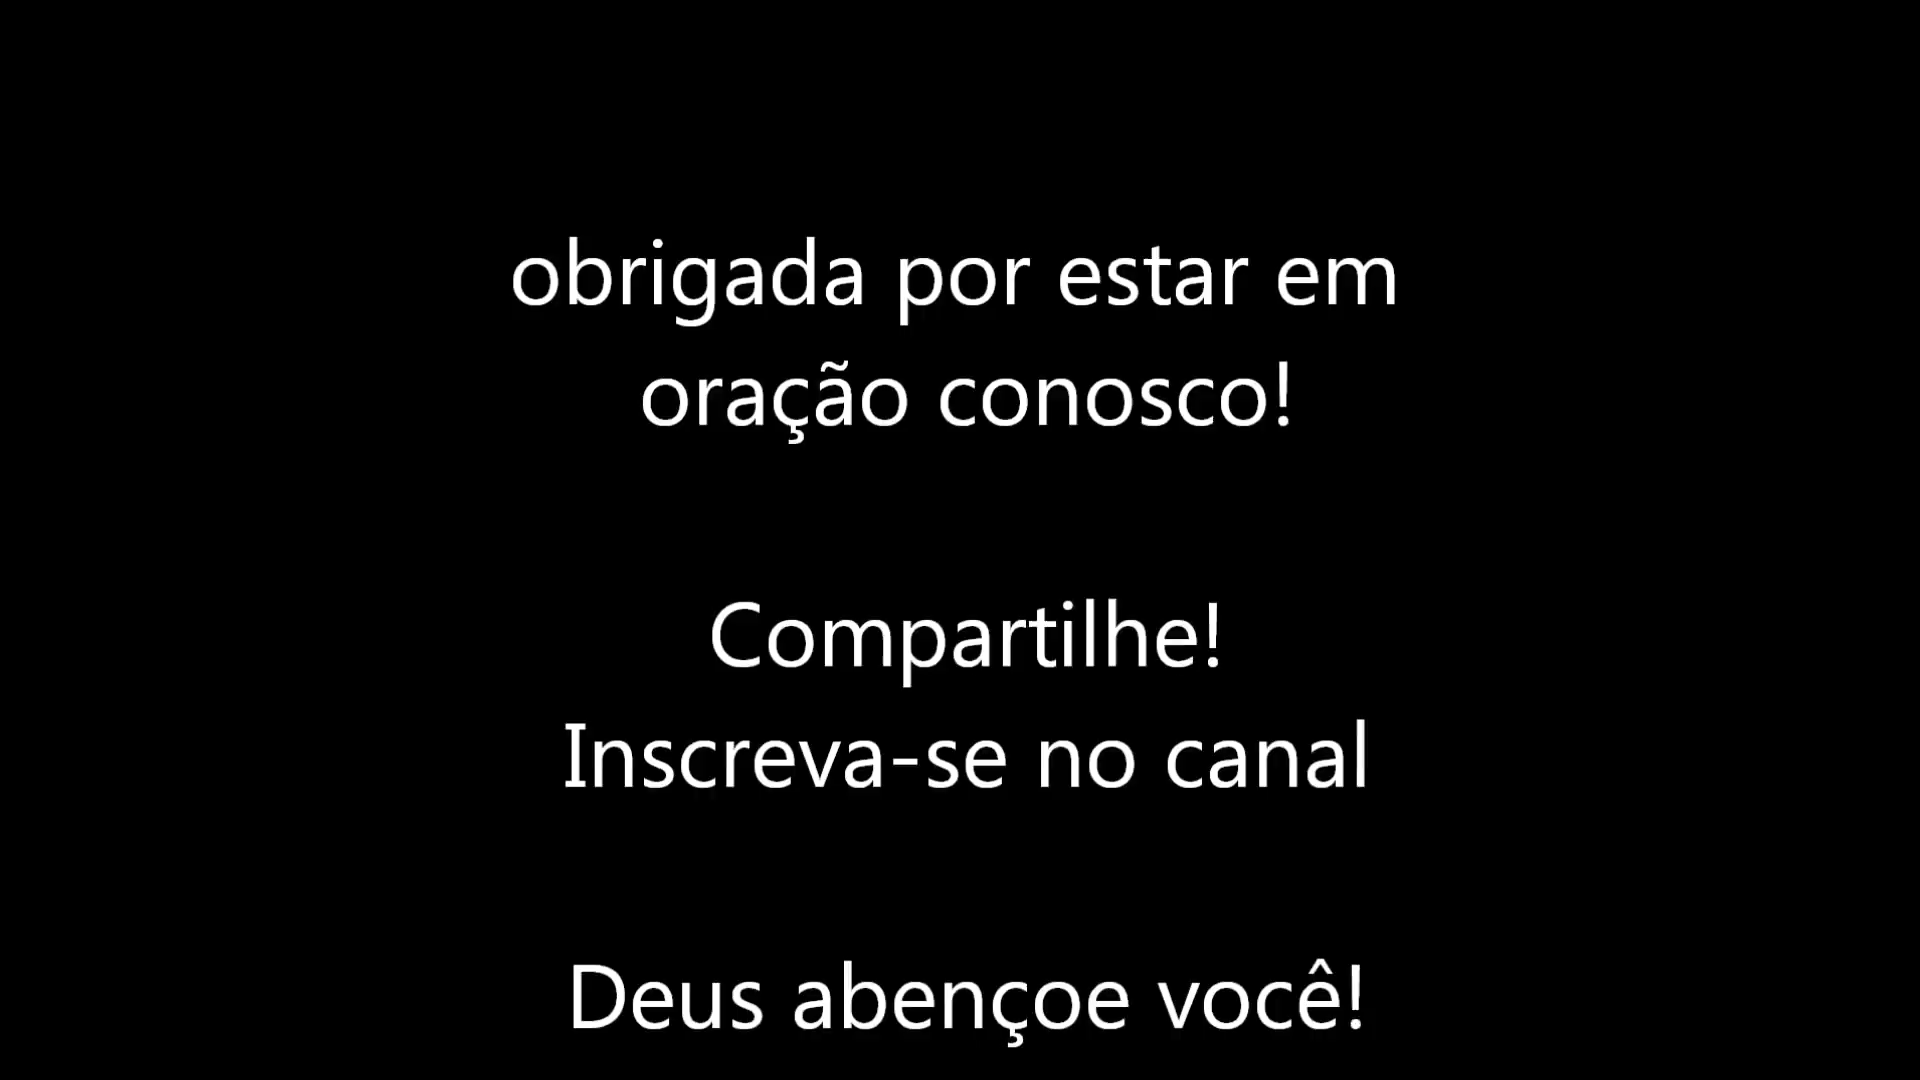 obrigada por estar em
oração conosco!
Compartilhe!
Inscreva-se no canal
Deus abençoe você!